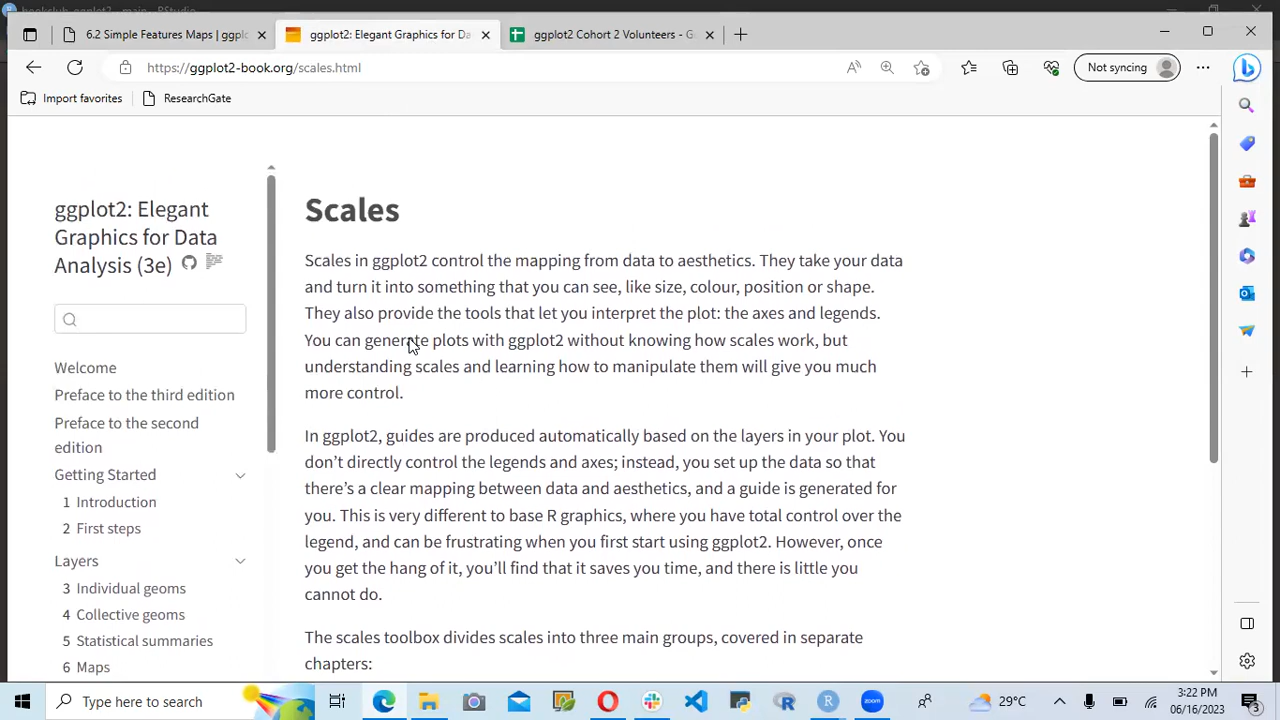 bookclub-ggplot2 - main - RStudio
6.2 Simple Features Maps | ggplo
ggplot2: Elegant Graphics for Da
ggplot2 Cohort 2 Volunteers - Go
https://ggplot2-book.org/scales.html
Not syncing
Import favorites
ResearchGate
ggplot2: Elegant
Graphics for Data
Analysis (3e)
Welcome
Preface to the third edition
Preface to the second
edition
Getting Started
1 Introduction
2 First steps
Layers
3 Individual geoms
4 Collective geoms
5 Statistical summaries
6 Maps
Scales
Scales in ggplot2 control the mapping from data to aesthetics. They take your data
and turn it into something that you can see, like size, colour, position or shape.
They also provide the tools that let you interpret the plot: the axes and legends.
You can generate plots with ggplot2 without knowing how scales work, but
understanding scales and learning how to manipulate them will give you much
more control.
In ggplot2, guides are produced automatically based on the layers in your plot. You
don’t directly control the legends and axes; instead, you set up the data so that
there’s a clear mapping between data and aesthetics, and a guide is generated for
you. This is very different to base R graphics, where you have total control over the
legend, and can be frustrating when you first start using ggplot2. However, once
you get the hang of it, you’ll find that it saves you time, and there is little you
cannot do.
The scales toolbox divides scales into three main groups, covered in separate
chapters:
Type here to search
zoom
29°C
3:22 PM
06/16/2023
3